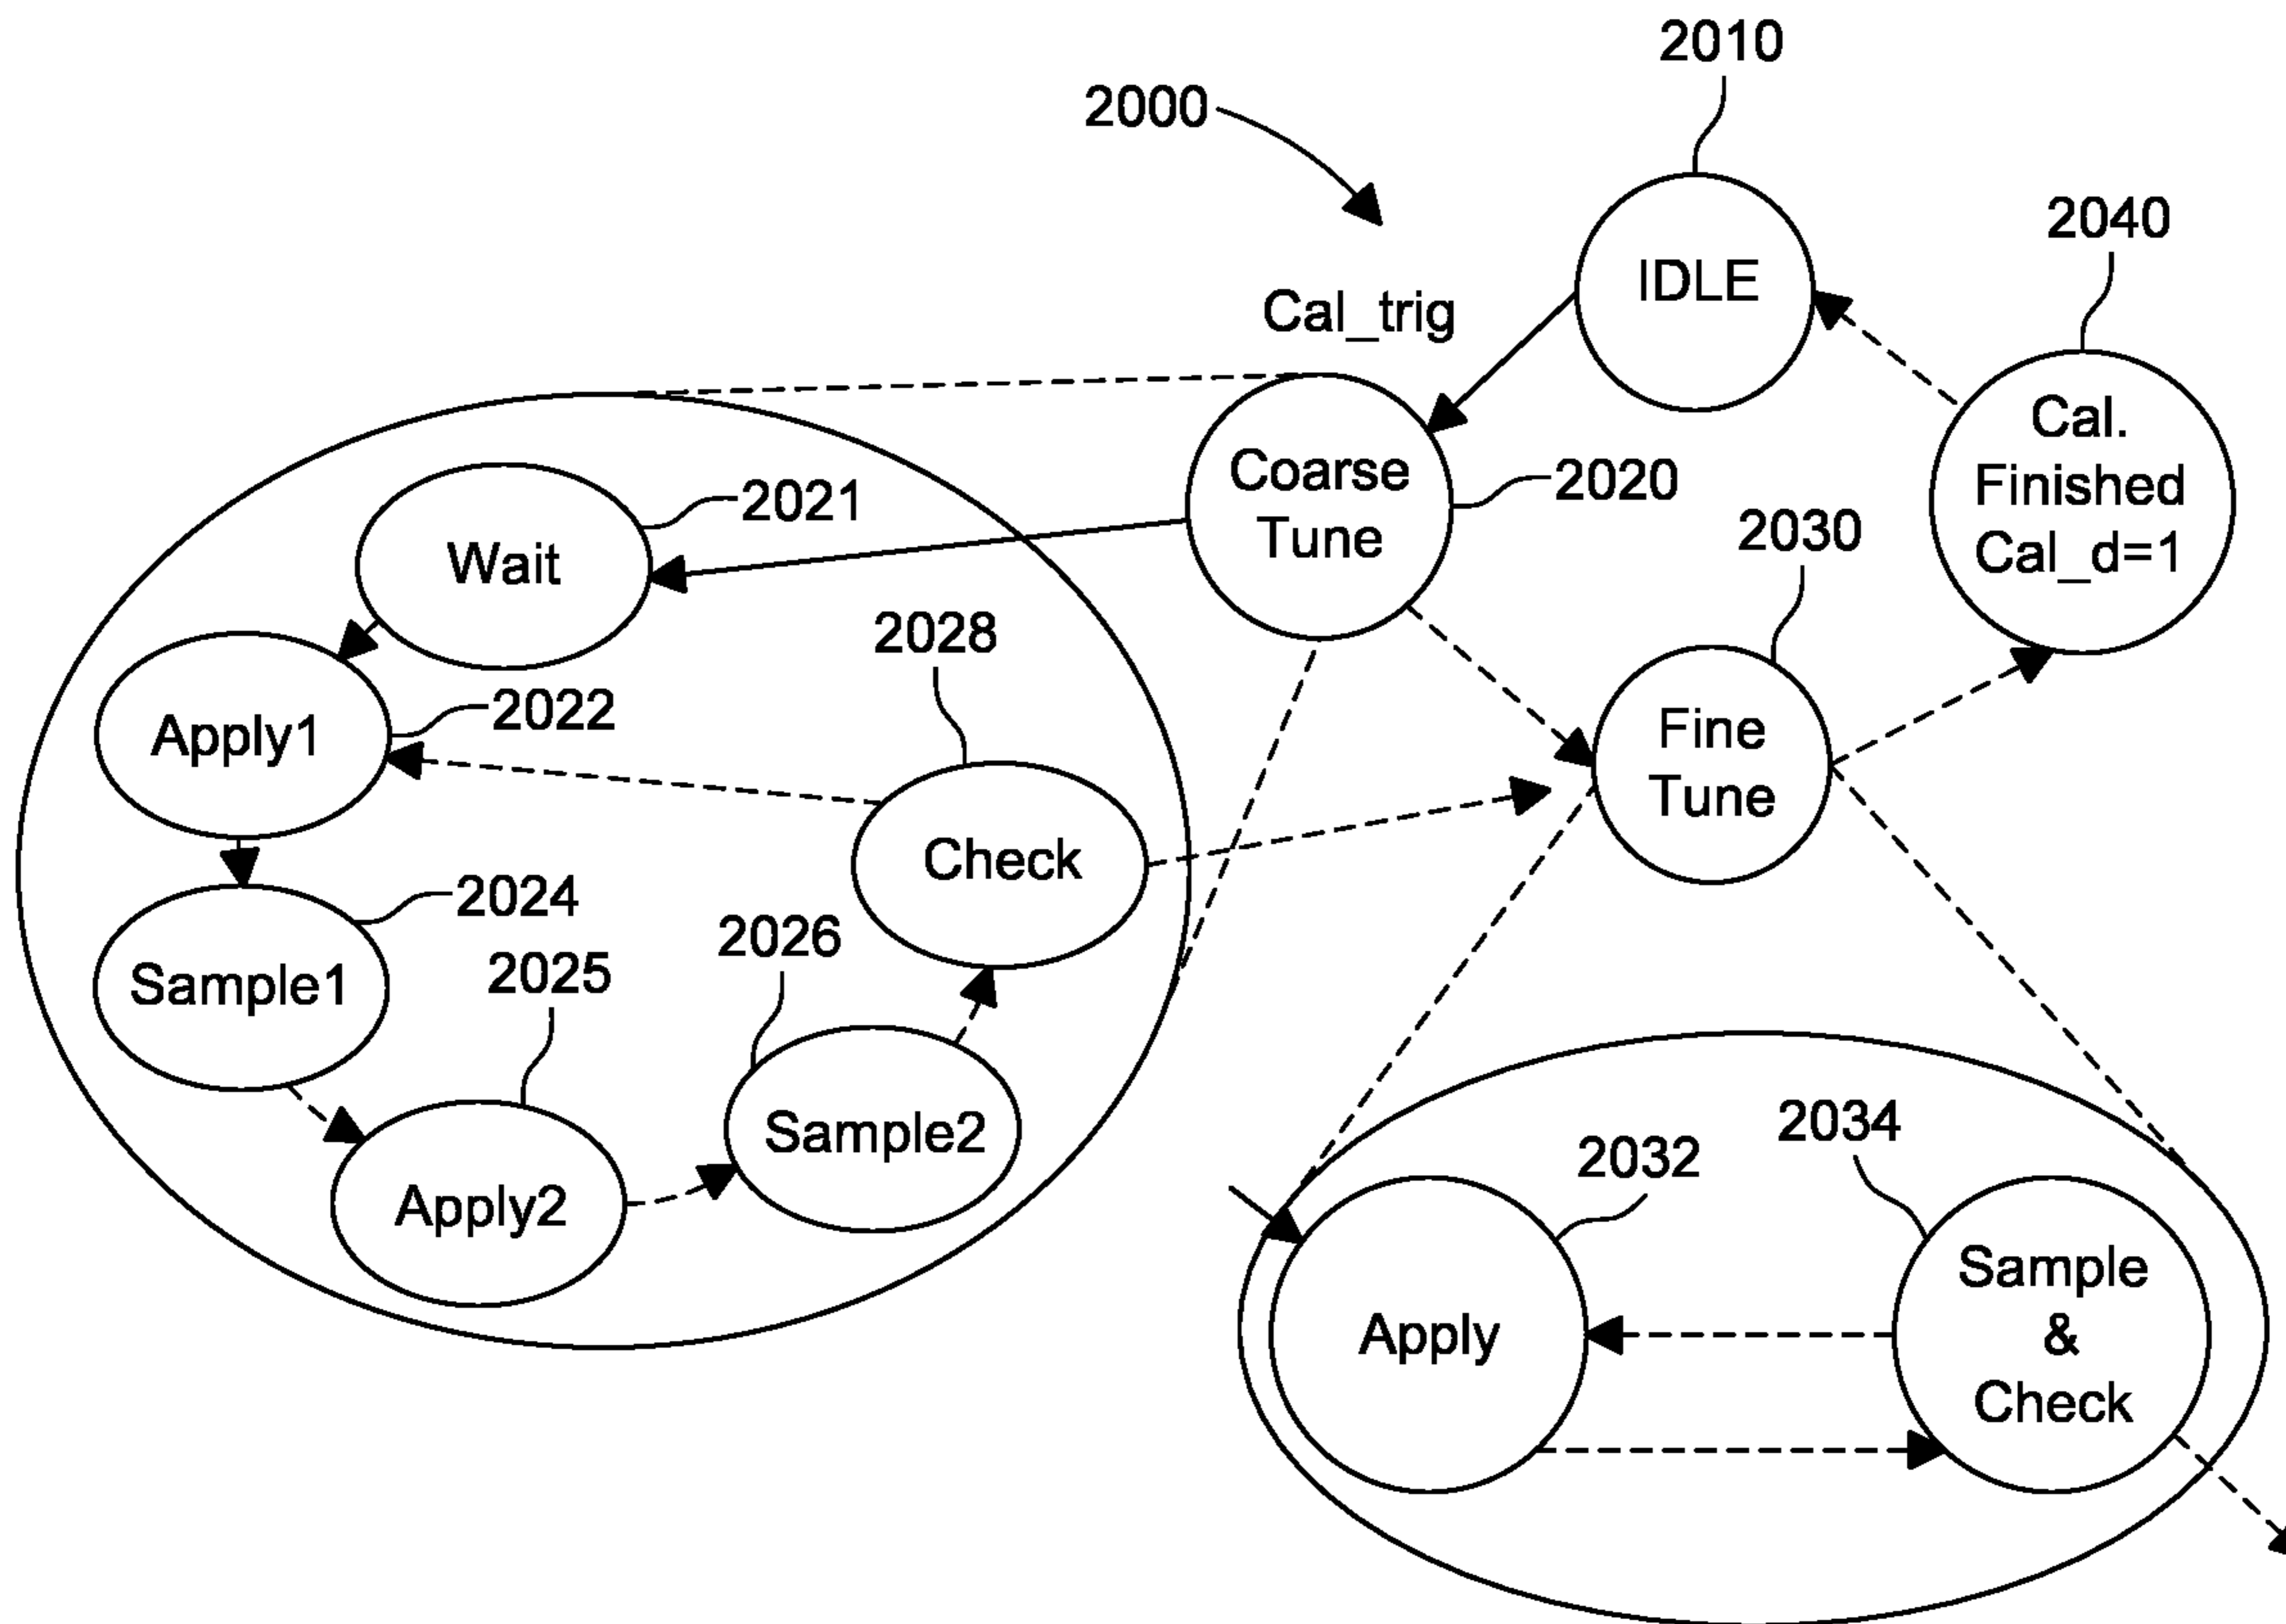 2010
2000
2040
IDLE
Cal_trig
Cal.
Finished
Cal_d=1
Coarse
Tune
2020
2021
2030
Wait
2028
2022
Apply1
Fine
Tune
Check
2024
2026
2025
Sample1
2034
2032
Sample2
Apply2
Sample
&
Check
Apply